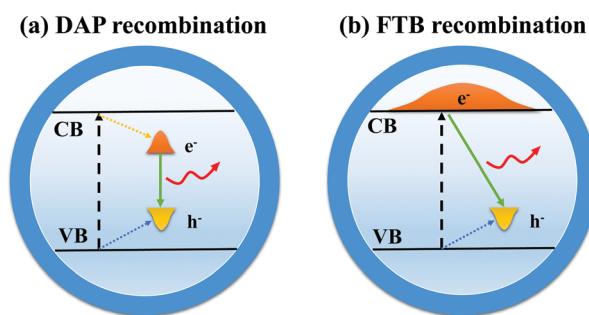 (a) DAP recombination
(b) FTB recombination
CB
e-
h-
VB
e-
CB
h-
VB